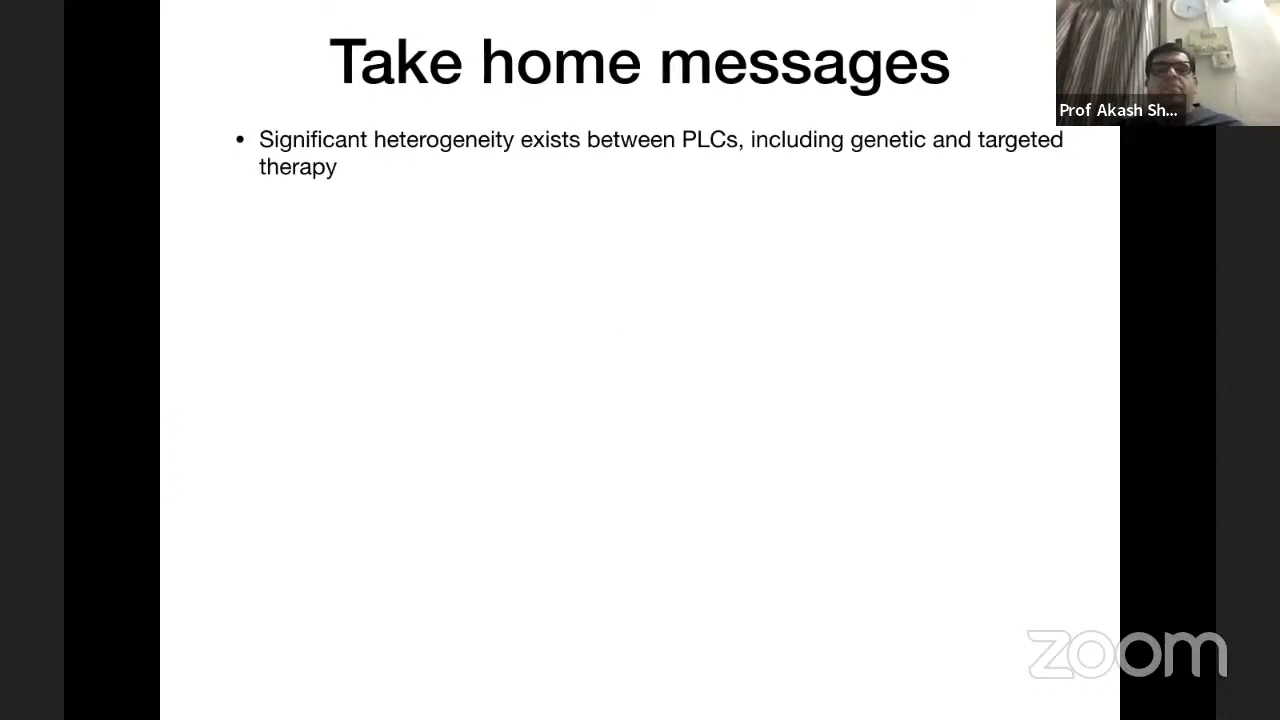 Take home messages
Prof Akash Sh...
• Significant heterogeneity exists between PLCs, including genetic and targeted
therapy
zoom